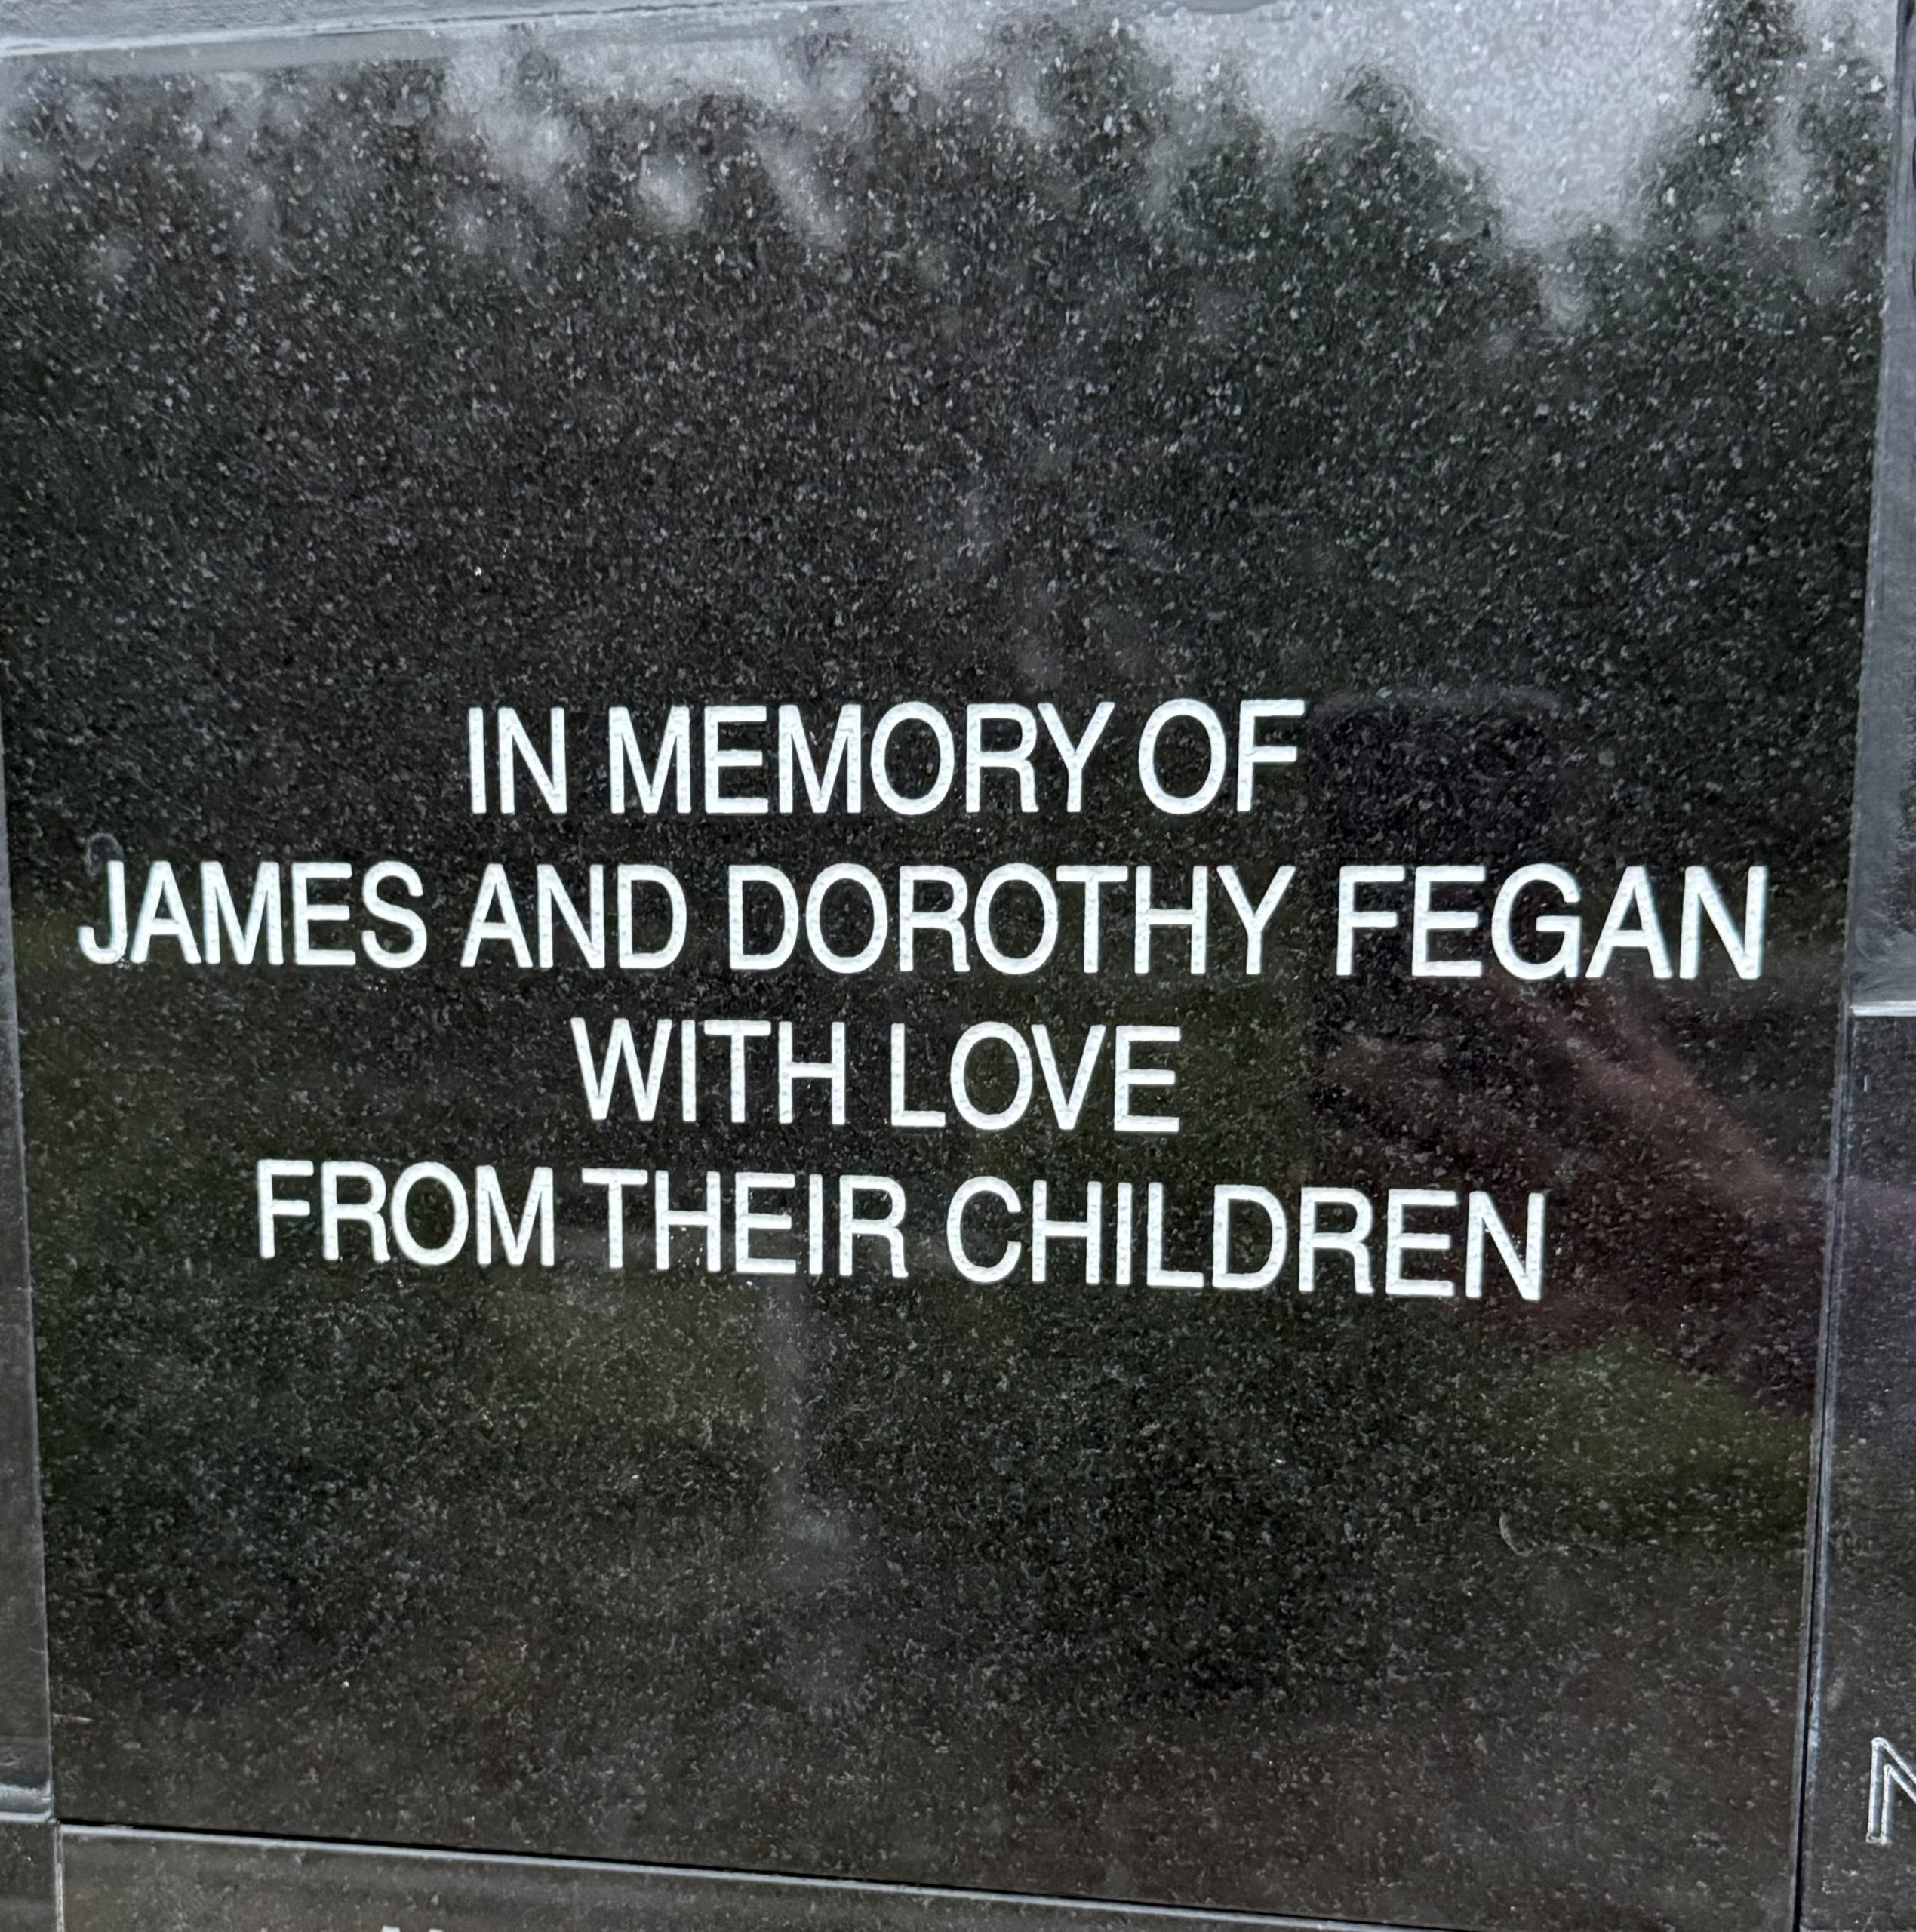 IN MEMORY OF
JAMES AND DOROTHY FEGAN
WITH LOVE
FROM THEIR CHILDREN